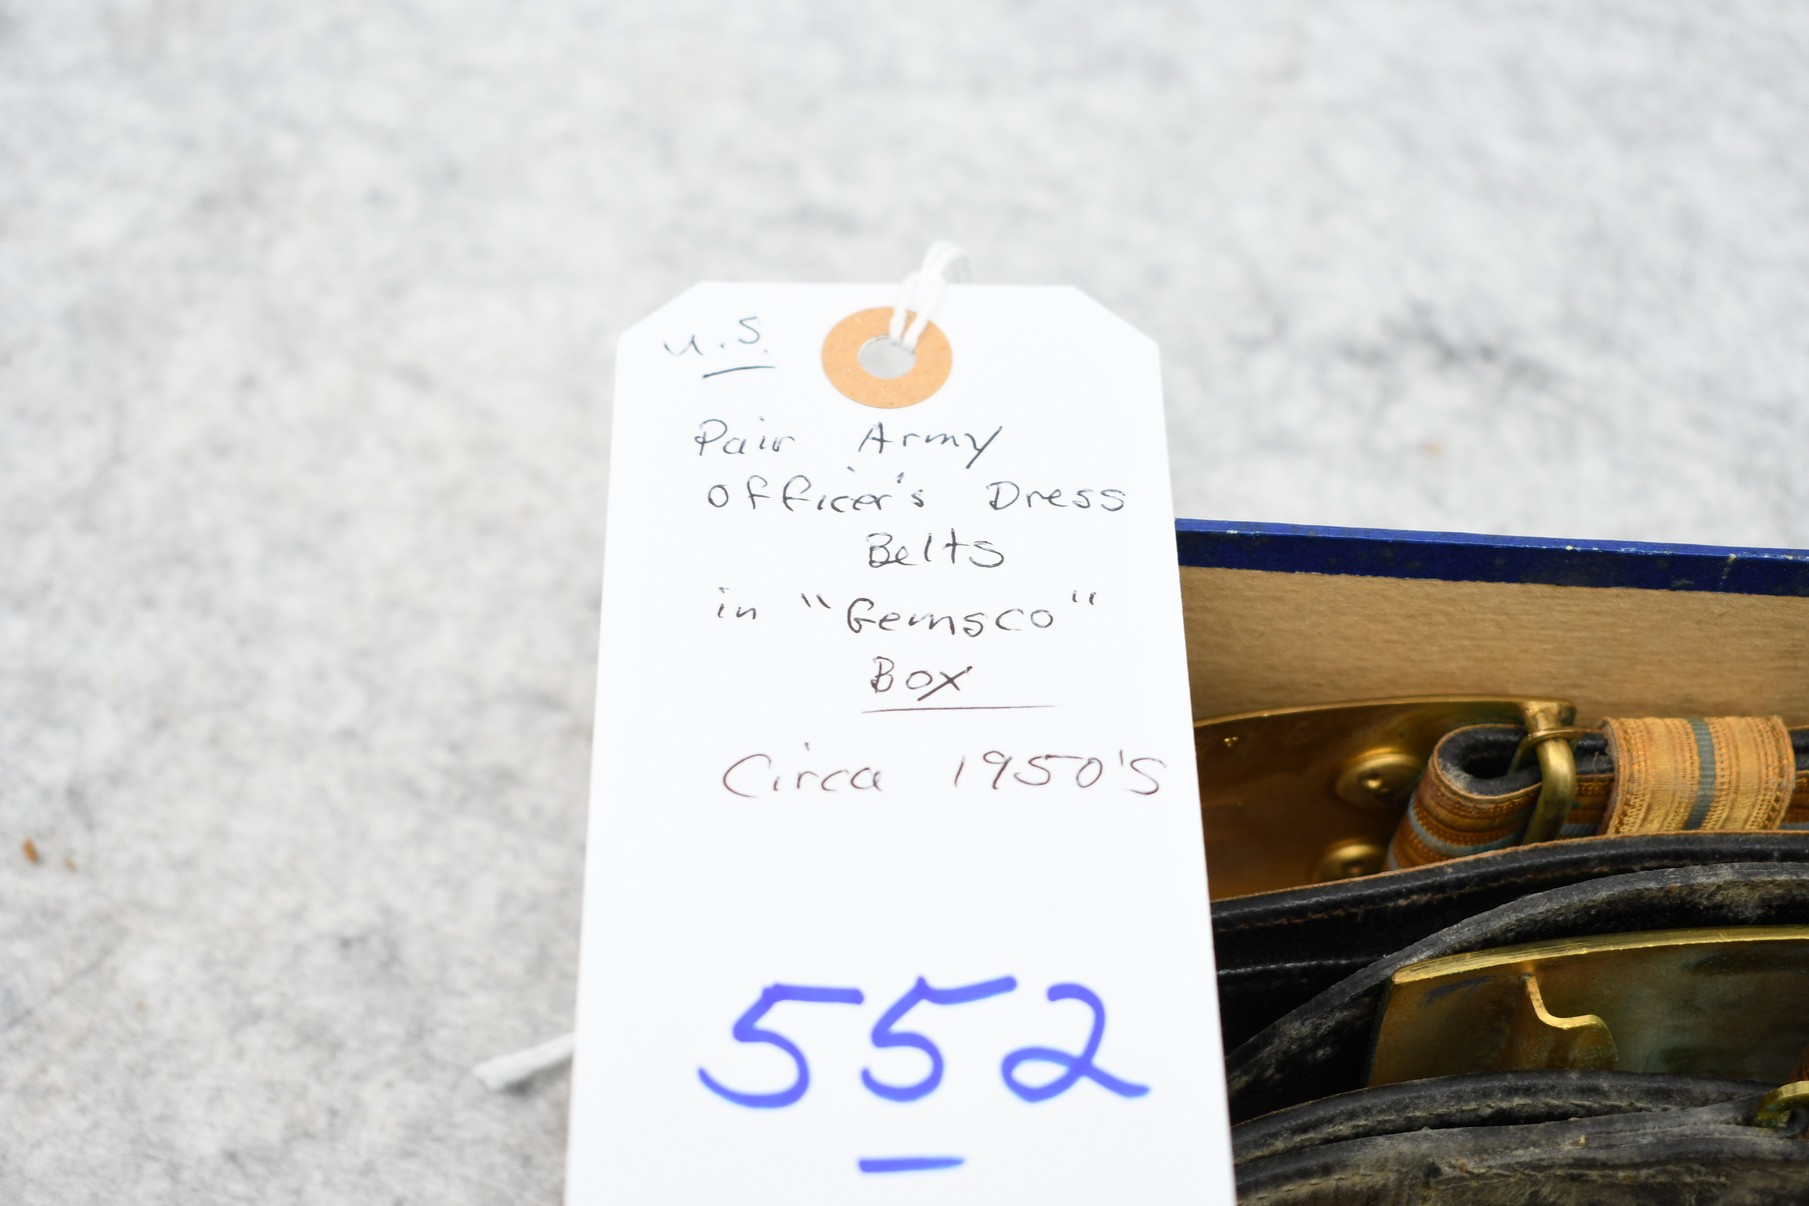 U.S.
Pair Army
Officer's Dress
Belts
in "Gemsco"
Box
Circa 1950's
552